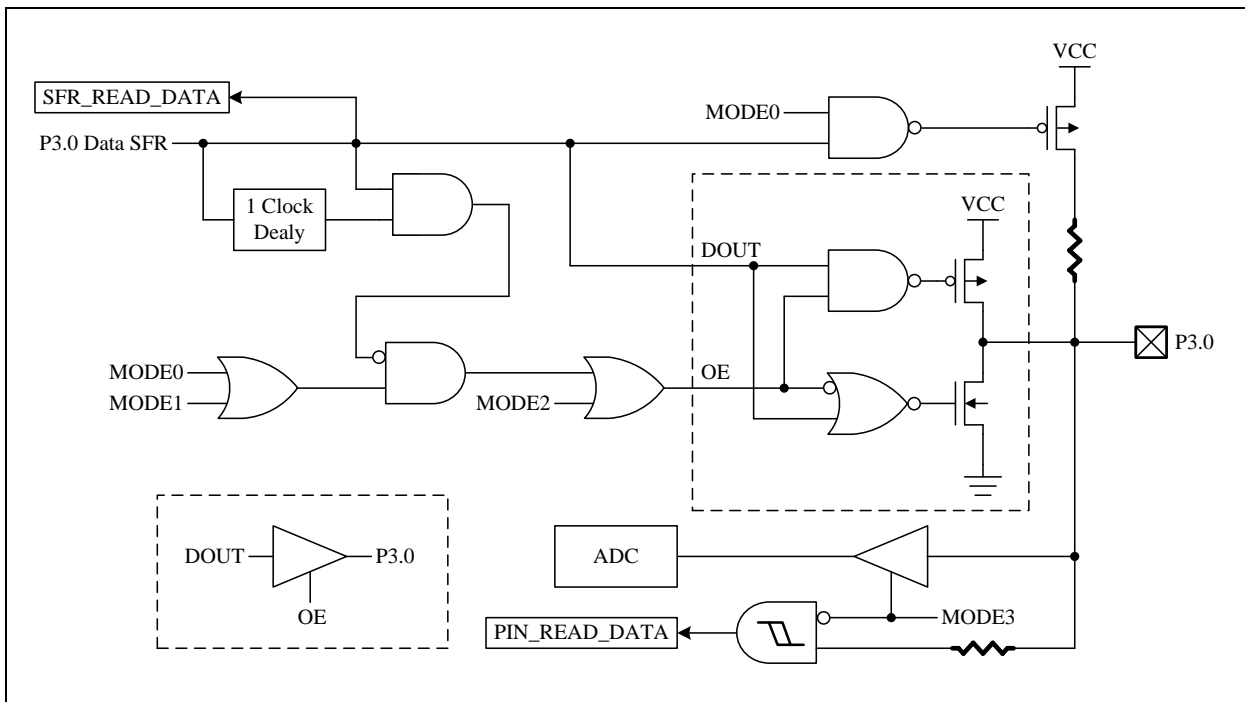 VCC
SFR_READ_DATA
MODE0
P3.0 Data SFR
1 Clock
Dealy
VCC
DOUT
P3.0
MODE0
OE
MODE1
MODE2
DOUT
P3.0
ADC
OE
MODE3
PIN_READ_DATA